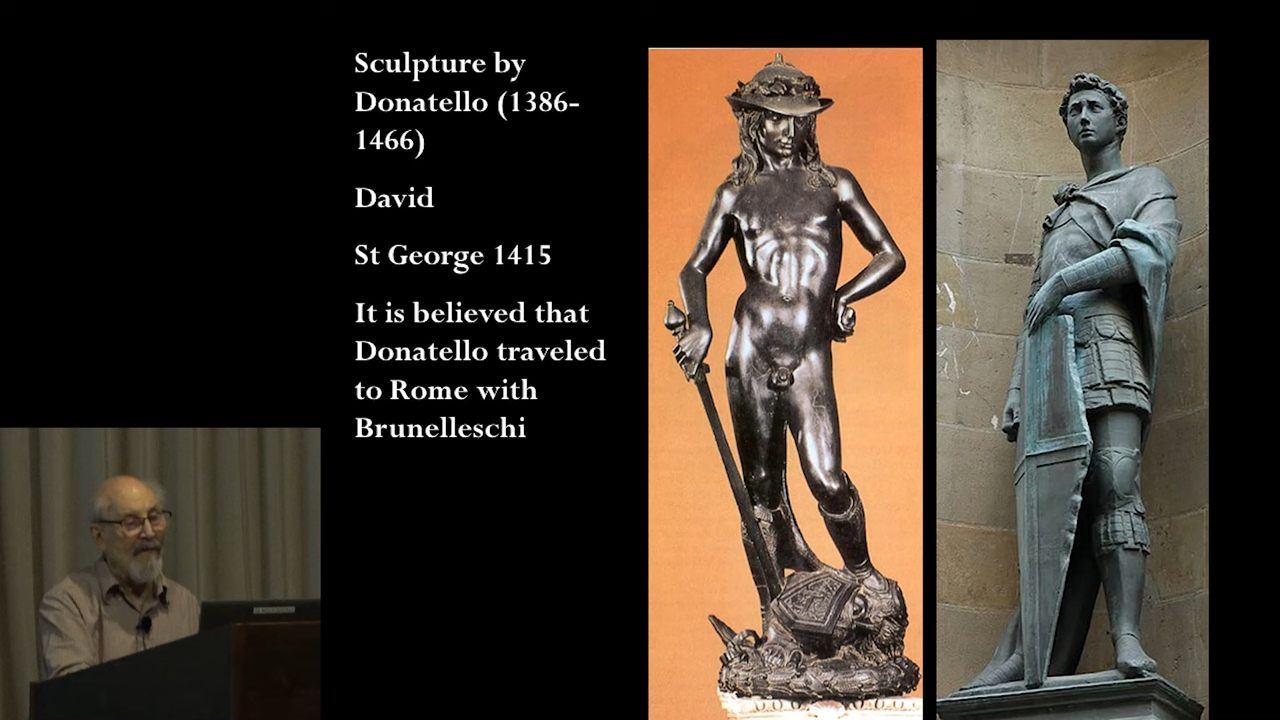 Sculpture by
Donatello (1386-
1466)
David
St George 1415
It is believed that
Donatello traveled
to Rome with
Brunelleschi